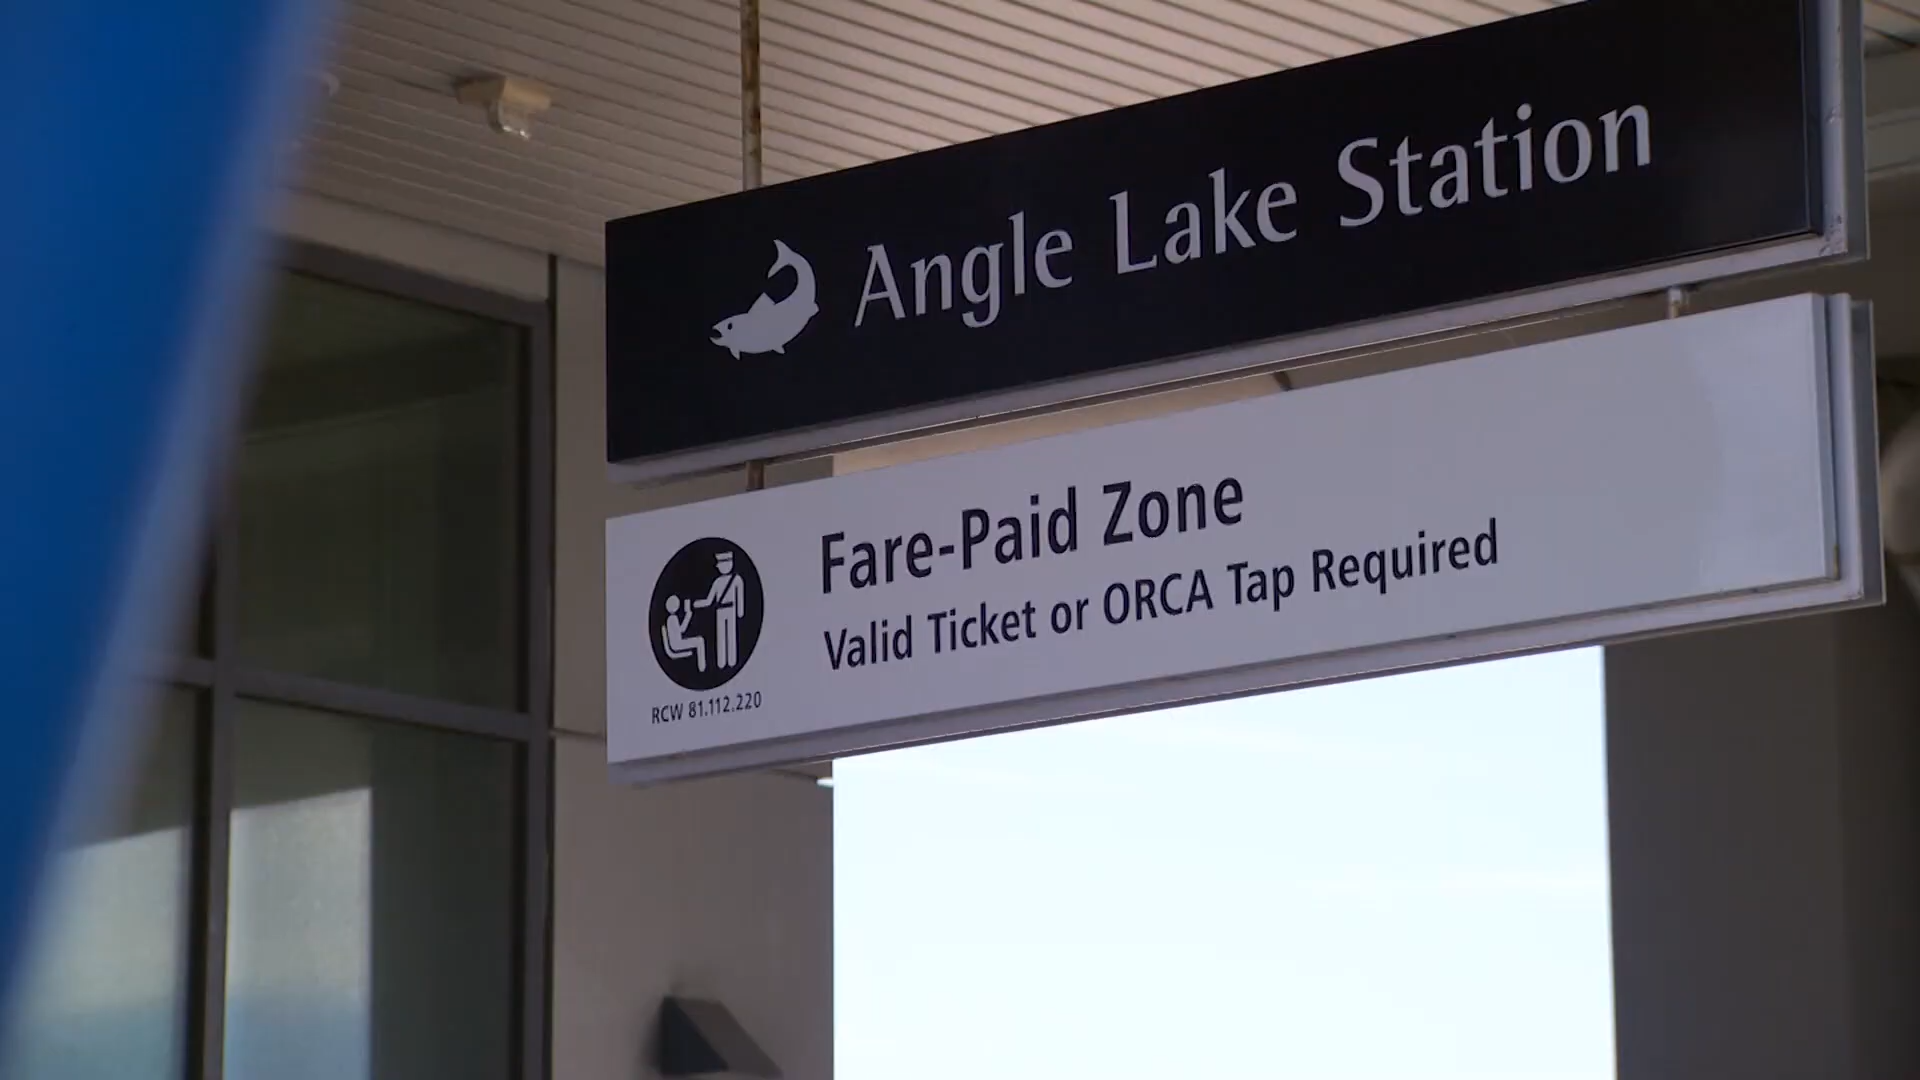 Angle Lake Station
Fare-Paid Zone
Valid Ticket or ORCA Tap Required
RCW 81.112.220